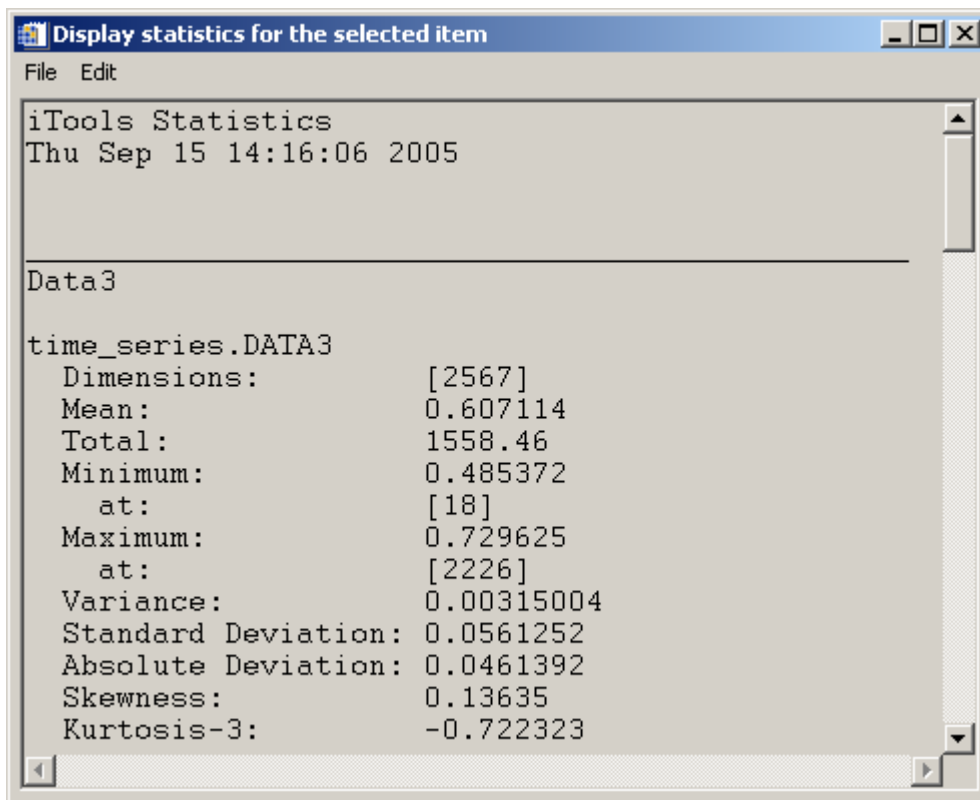 Display statistics for the selected item
File Edit
iTools Statistics
Thu Sep 15 14:16:06 2005
Data3
time_series.DATA3
Dimensions: [2567]
Mean: 0.607114
Total: 1558.46
Minimum: 0.485372
at: [18]
Maximum: 0.729625
at: [2226]
Variance: 0.00315004
Standard Deviation: 0.0561252
Absolute Deviation: 0.0461392
Skewness: 0.13635
Kurtosis-3: -0.722323